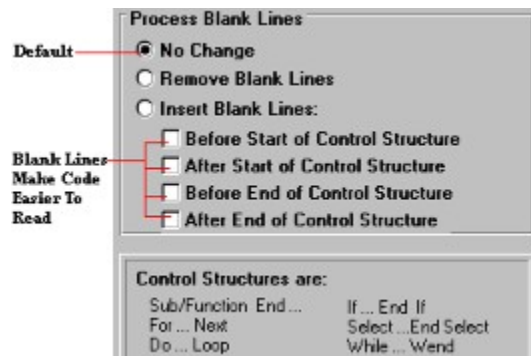 Process Blank Lines
Default
No Change
Remove Blank Lines
Insert Blank Lines:
Before Start of Control Structure
After Start of Control Structure
Before End of Control Structure
After End of Control Structure
Blank Lines
Make Code
Easier To
Read
Control Structures are:
Sub/Function End ...
If ... End If
For ... Next
Select ...End Select
Do ... Loop
While ... Wend